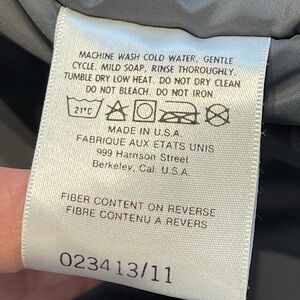 MACHINE WASH COLD WATER, GENTLE
CYCLE. MILD SOAP, RINSE THOROUGHLY.
TUMBLE DRY LOW HEAT. DO NOT DRY CLEAN.
DO NOT BLEACH. DO NOT IRON.
21°C
MADE IN U.S.A.
FABRIQUE AUX ETATS UNIS
999 Harrison Street
Berkeley, Cal. U.S.A.
FIBER CONTENT ON REVERSE
FIBRE CONTENU A REVERS
023413/11